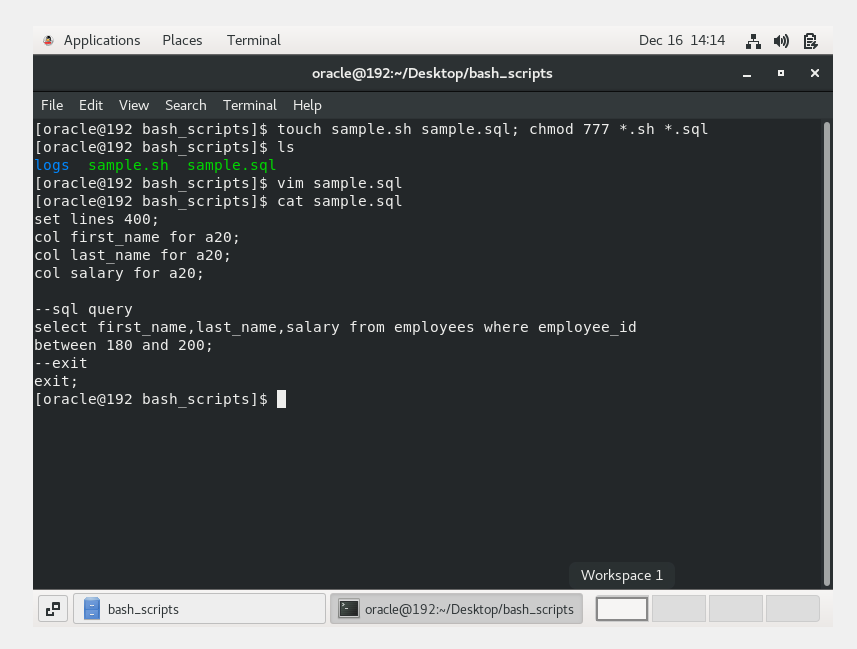 Applications Places Terminal Dec 16 14:14
oracle@192:~/Desktop/bash_scripts
File Edit View Search Terminal Help
[oracle@192 bash_scripts]$ touch sample.sh sample.sql; chmod 777 *.sh *.sql
[oracle@192 bash_scripts]$ ls
logs sample.sh sample.sql
[oracle@192 bash_scripts]$ vim sample.sql
[oracle@192 bash_scripts]$ cat sample.sql
set lines 400;
col first_name for a20;
col last_name for a20;
col salary for a20;
--sql query
select first_name,last_name,salary from employees where employee_id
between 180 and 200;
--exit
exit;
[oracle@192 bash_scripts]$
Workspace 1
bash_scripts oracle@192:~/Desktop/bash_scripts